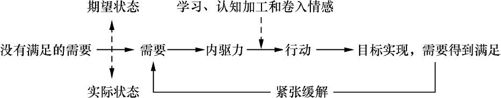 期望状态
学习、认知加工和卷入情感
没有满足的需要
需要
内驱力
行动
目标实现，需要得到满足
实际状态
紧张缓解